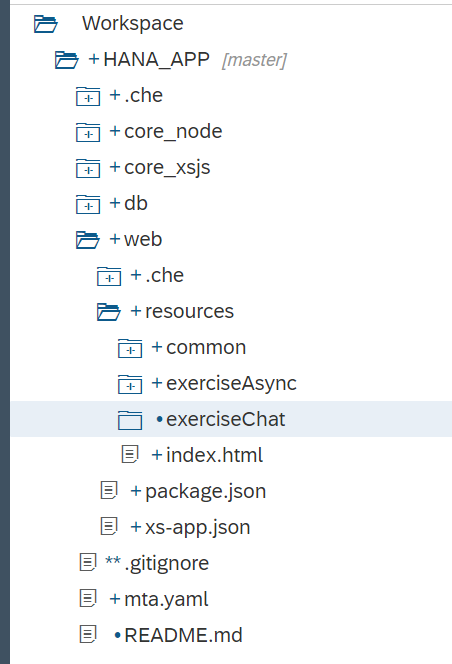 Workspace
+ HANA_APP [master]
+ .che
+ core_node
+ core_xsjs
+ db
+ web
+ .che
+ resources
+ common
+ exerciseAsync
• exerciseChat
+ index.html
+ package.json
+ xs-app.json
** .gitignore
+ mta.yaml
• README.md